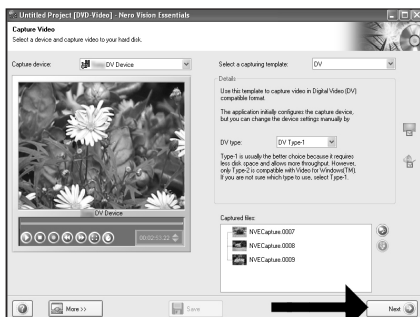 Untitled Project [DVD-Video] - Nero Vision Essentials
Capture Video
Select a device and capture video to your hard disk.
Capture device:
DV Device
Select a capturing template:
DV
Details
Use this template to capture video in Digital Video (DV)
compatible format.
The application initially configures the capture device,
but you can change the device settings manually by
DV type:
DV Type-1
Type-1 is usually the better choice because it requires
less disk space and allows more throughput. However,
only Type-2 is compatible with Video for Windows(TM).
If you are not sure which type to use, select Type-1.
DV Device
Captured files:
NVECapture.0007
NVECapture.0008
NVECapture.0009
More >>
Save
Next